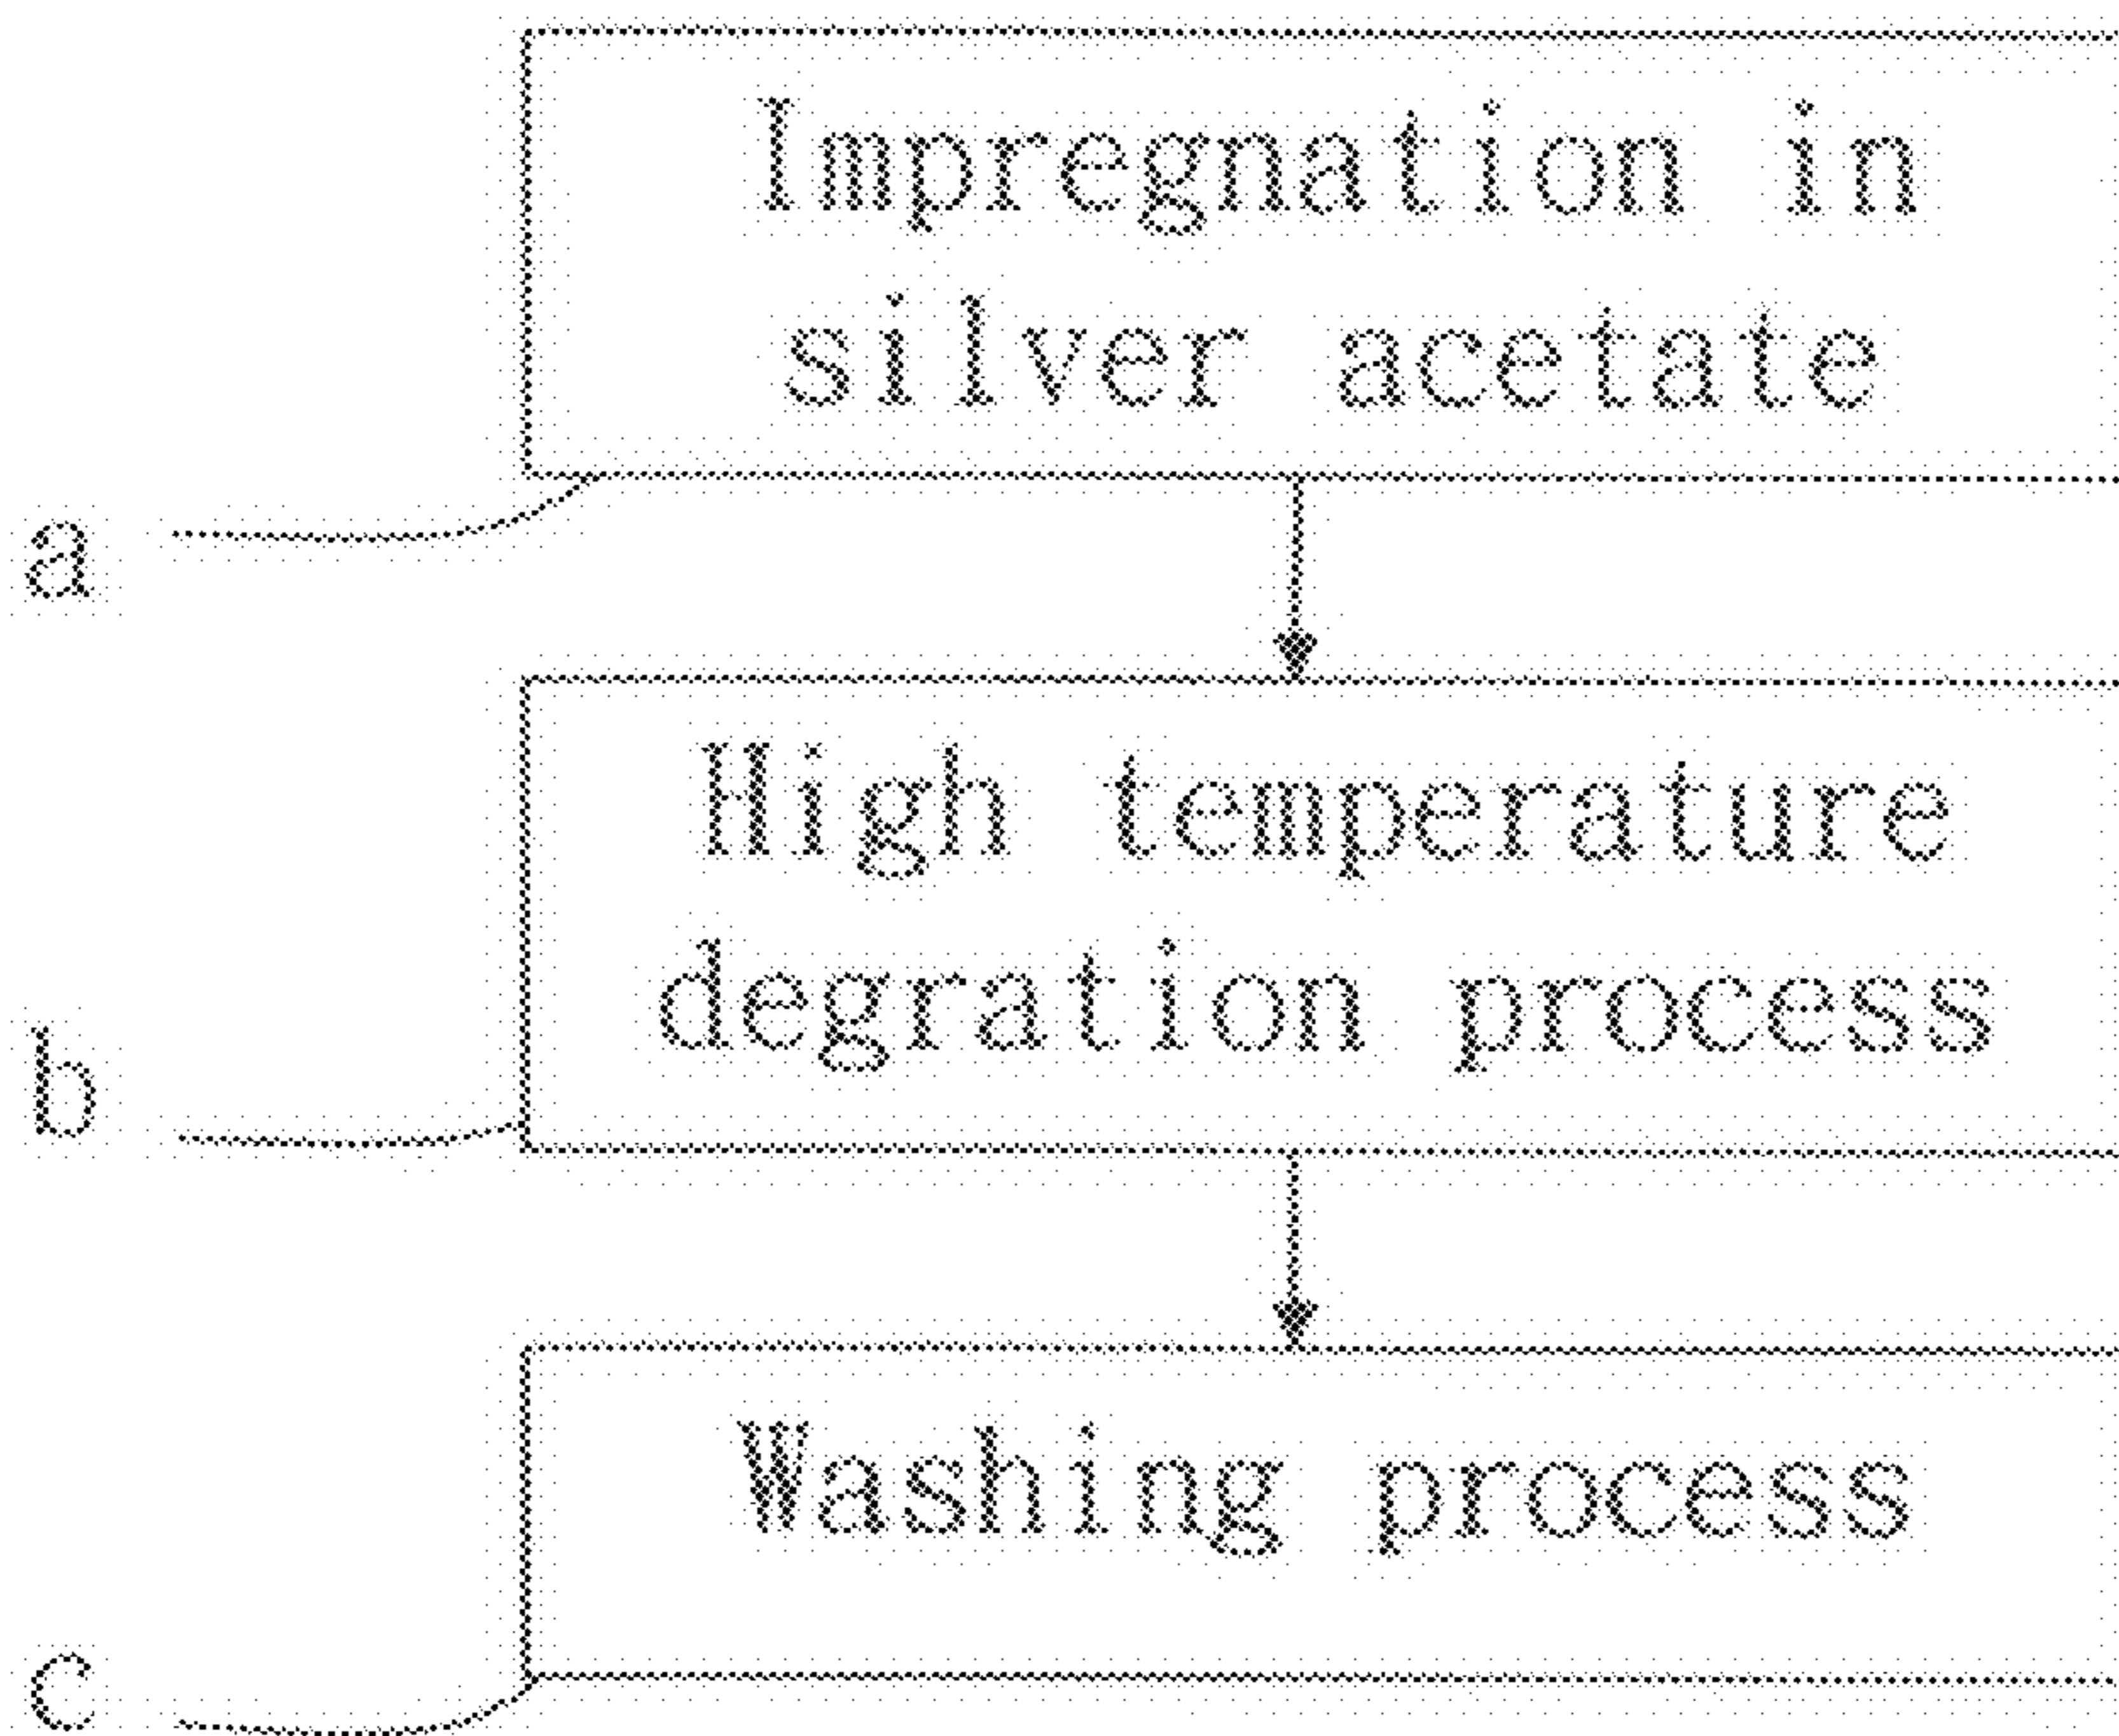 Impregnation in
silver acetate
a
High temperature
degration process
b
Washing process
c